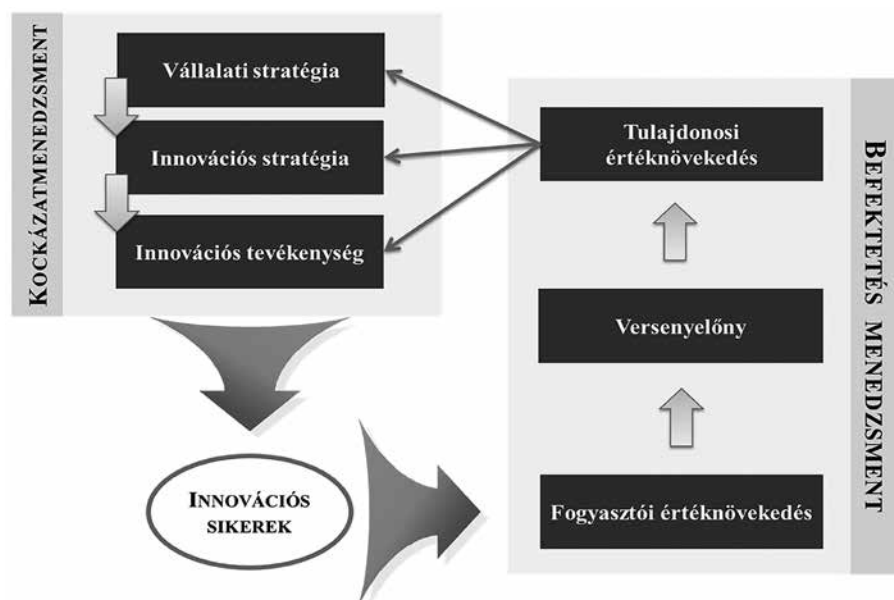 KOCKÁZATMENEDZSMENT
Vállalati stratégia
Innovációs stratégia
Innovációs tevékenység
INNOVÁCIÓS
SIKEREK
Tulajdonosi
értéknövekedés
Versenyelőny
Fogyasztói értéknövekedés
BEFEKTETÉS MENEDZSMENT